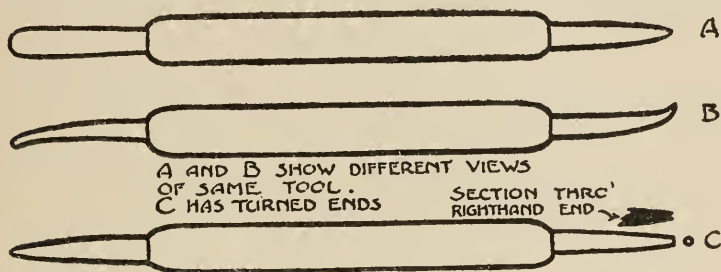 A
B
A AND B SHOW DIFFERENT VIEWS
OF SAME TOOL.
C HAS TURNED ENDS
SECTION THRO'
RIGHTHAND END
C